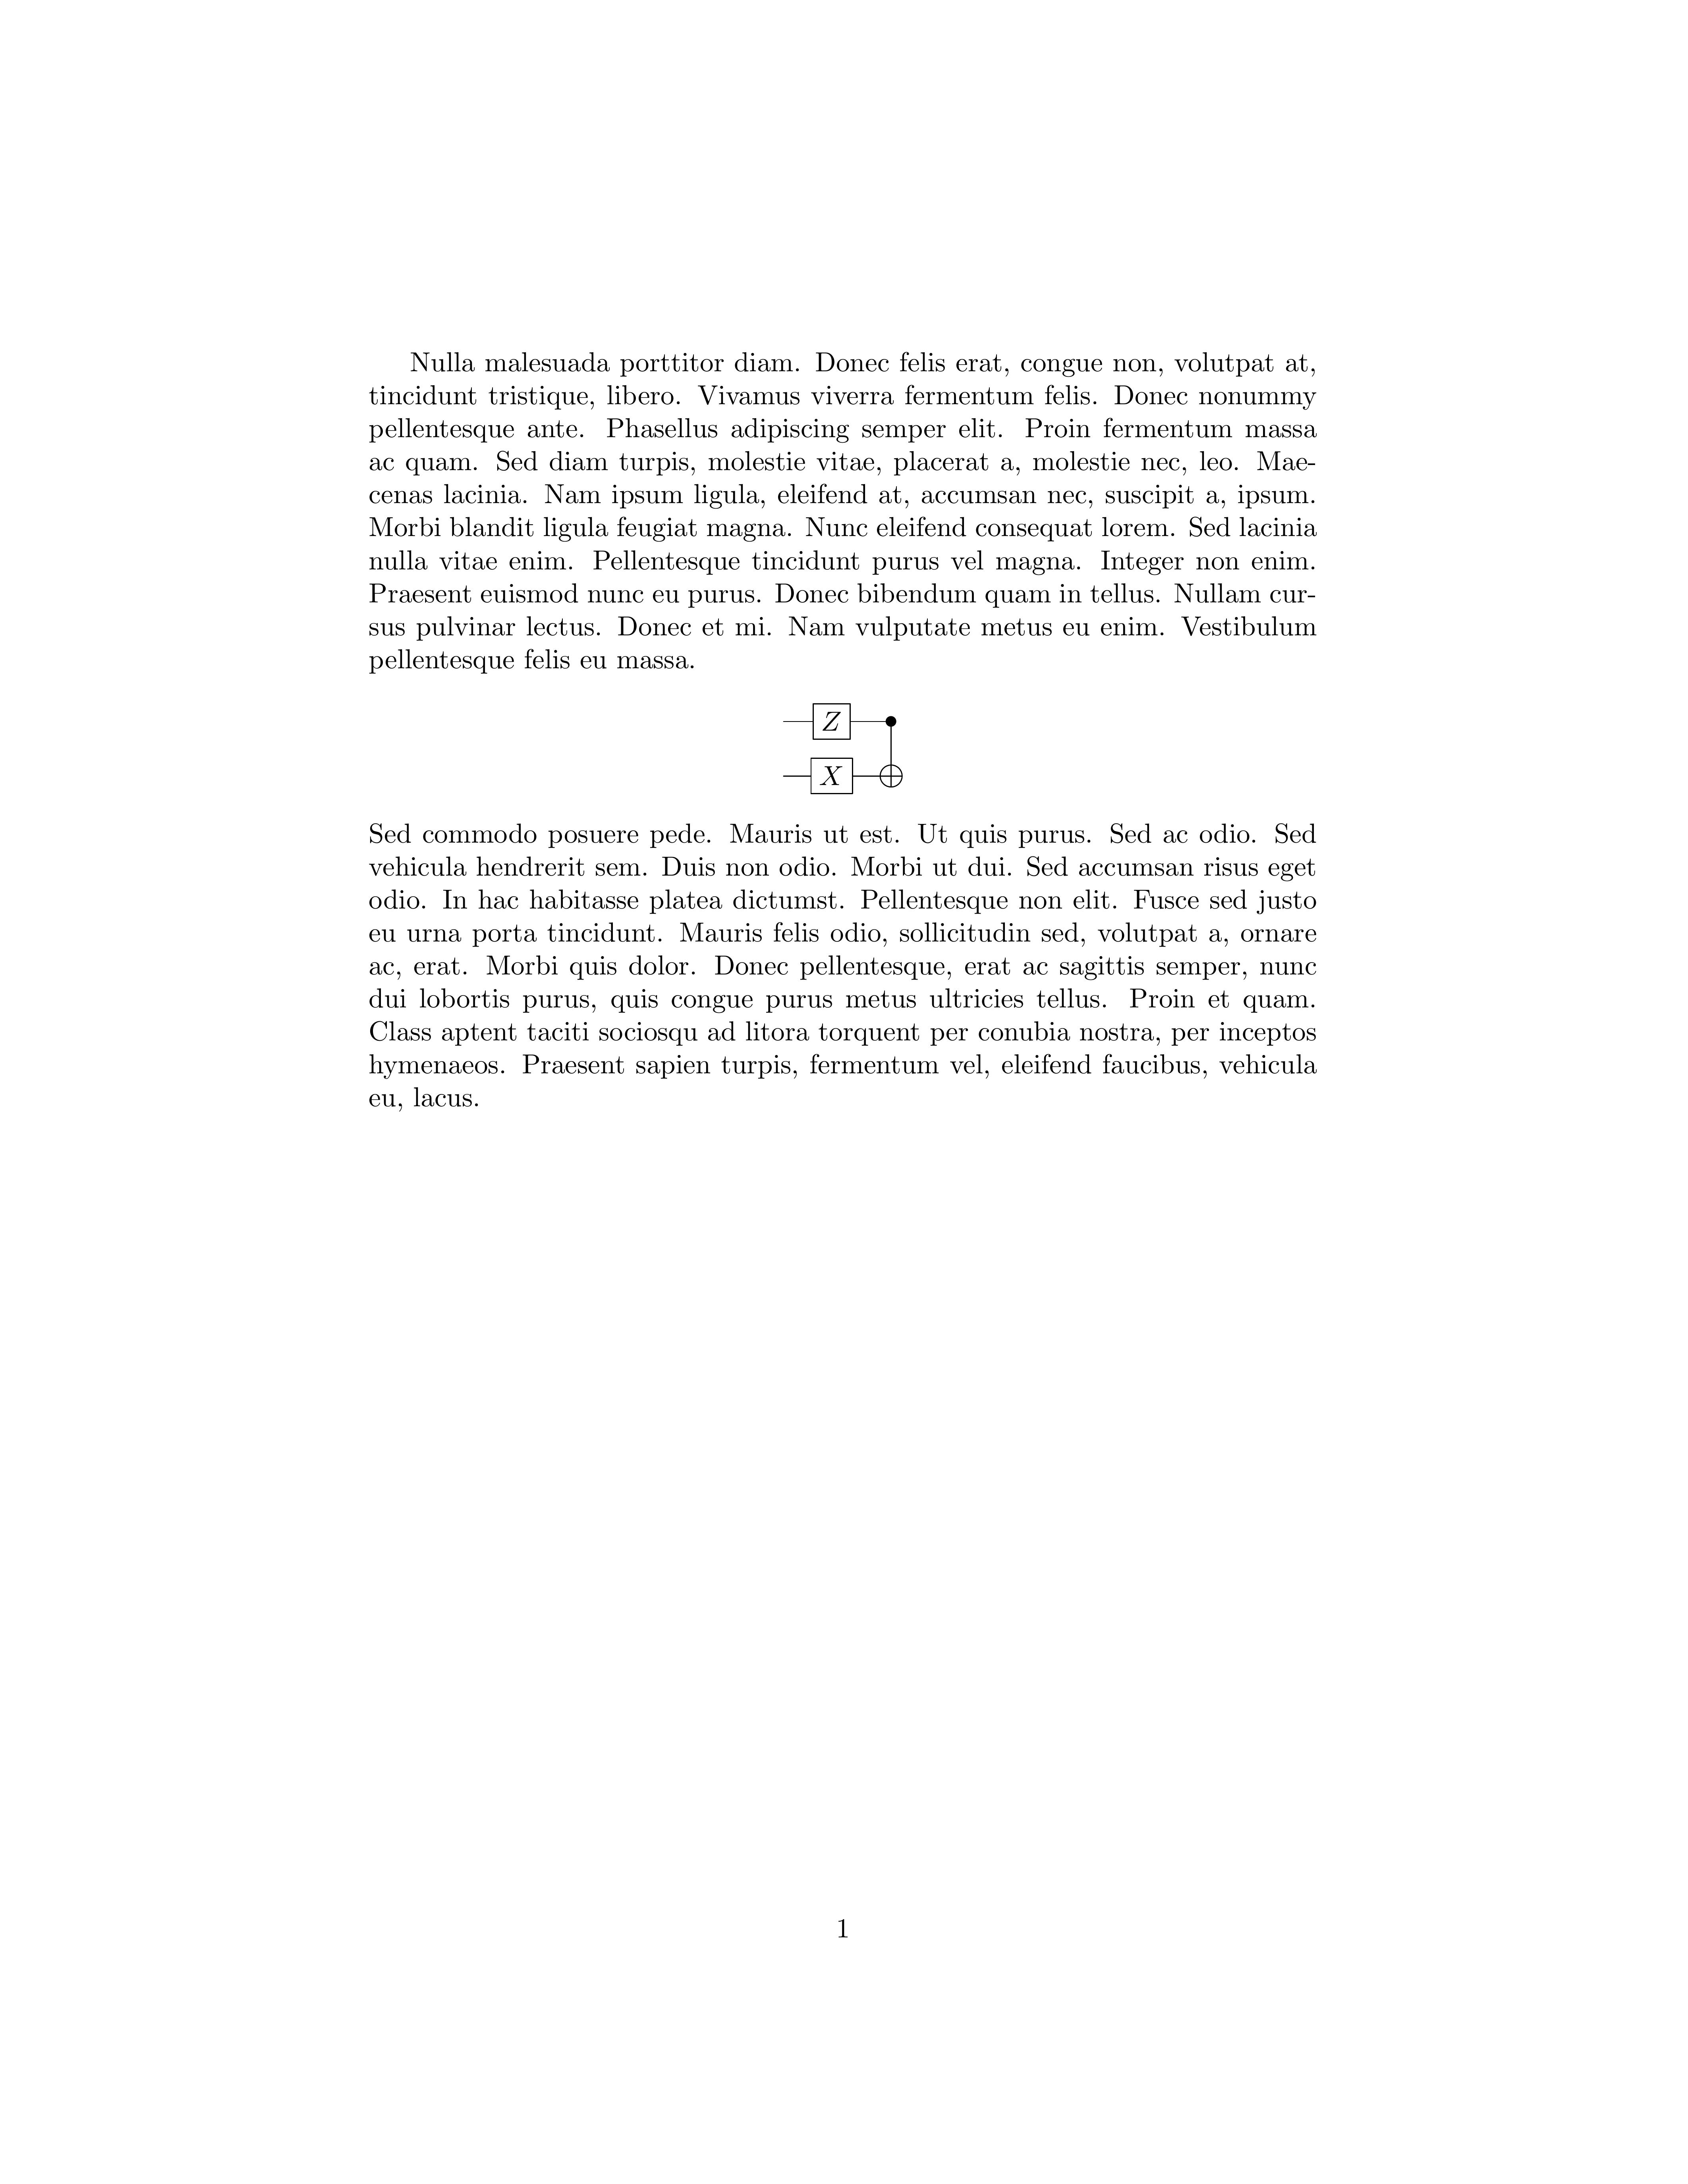 Nulla malesuada porttitor diam. Donec felis erat, congue non, volutpat at,
tincidunt tristique, libero. Vivamus viverra fermentum felis. Donec nonummy
pellentesque ante. Phasellus adipiscing semper elit. Proin fermentum massa
ac quam. Sed diam turpis, molestie vitae, placerat a, molestie nec, leo. Mae-
cenas lacinia. Nam ipsum ligula, eleifend at, accumsan nec, suscipit a, ipsum.
Morbi blandit ligula feugiat magna. Nunc eleifend consequat lorem. Sed lacinia
nulla vitae enim. Pellentesque tincidunt purus vel magna. Integer non enim.
Praesent euismod nunc eu purus. Donec bibendum quam in tellus. Nullam cur-
sus pulvinar lectus. Donec et mi. Nam vulputate metus eu enim. Vestibulum
pellentesque felis eu massa.
Z
X
Sed commodo posuere pede. Mauris ut est. Ut quis purus. Sed ac odio. Sed
vehicula hendrerit sem. Duis non odio. Morbi ut dui. Sed accumsan risus eget
odio. In hac habitasse platea dictumst. Pellentesque non elit. Fusce sed justo
eu urna porta tincidunt. Mauris felis odio, sollicitudin sed, volutpat a, ornare
ac, erat. Morbi quis dolor. Donec pellentesque, erat ac sagittis semper, nunc
dui lobortis purus, quis congue purus metus ultricies tellus. Proin et quam.
Class aptent taciti sociosqu ad litora torquent per conubia nostra, per inceptos
hymenaeos. Praesent sapien turpis, fermentum vel, eleifend faucibus, vehicula
eu, lacus.
1